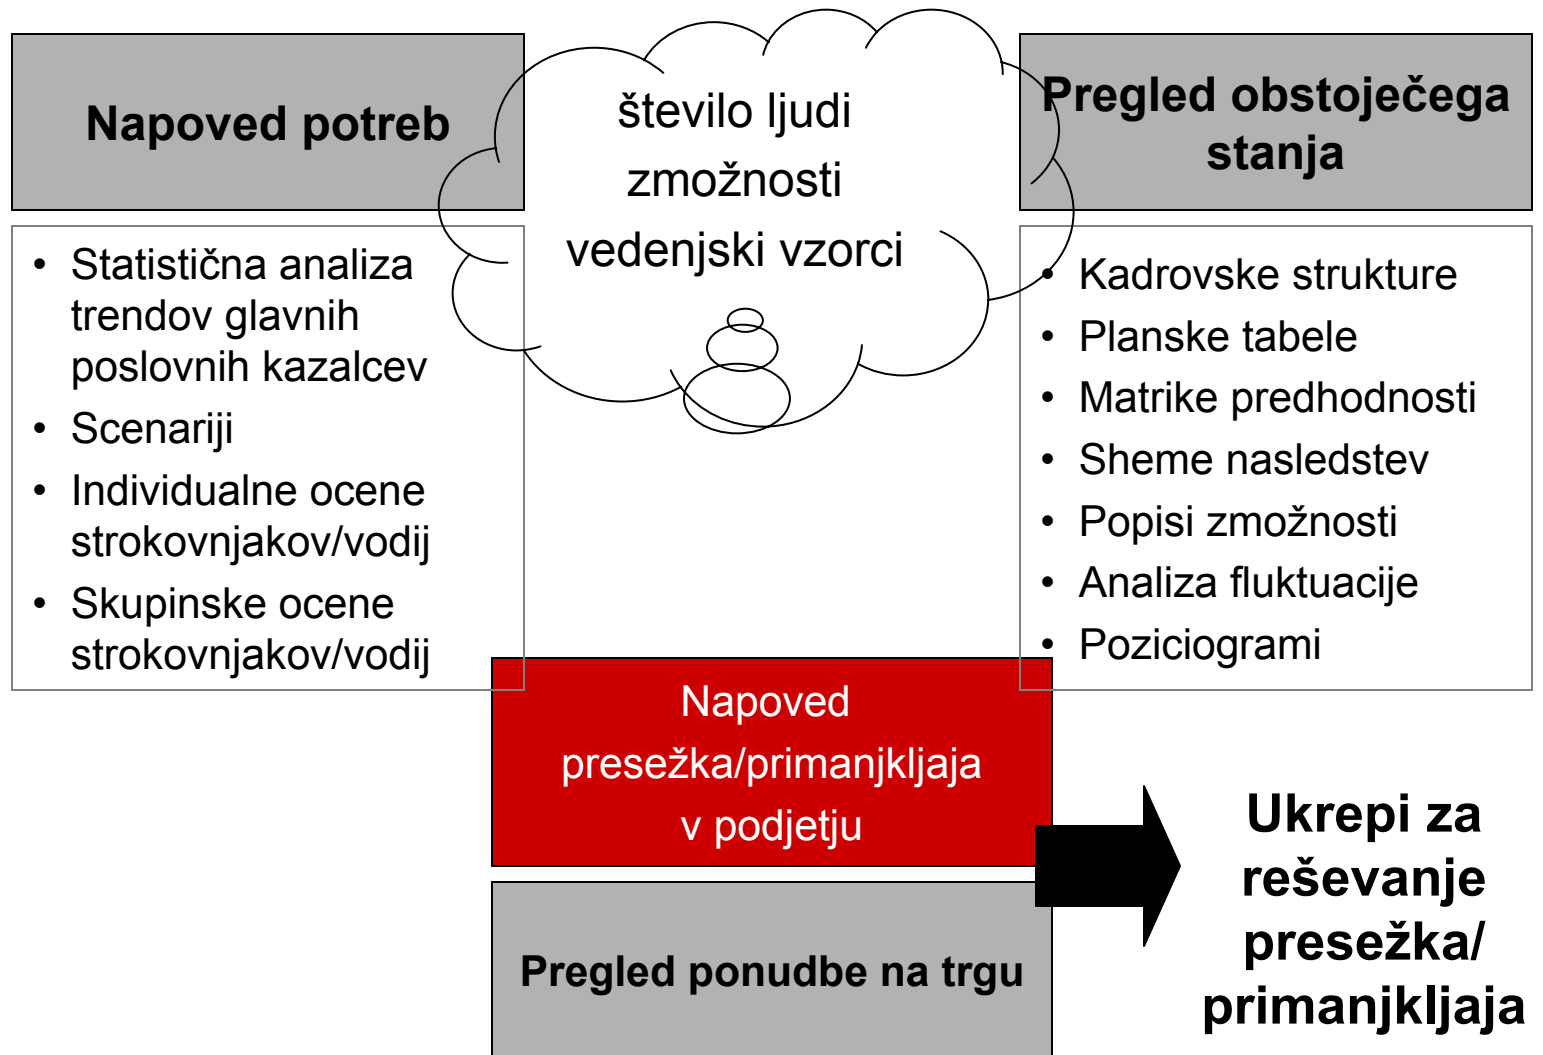 Napoved potreb
število ljudi
zmožnosti
vedenjski vzorci
Pregled obstoječega
stanja
• Statistična analiza
trendov glavnih
poslovnih kazalcev
• Scenariji
• Individualne ocene
strokovnjakov/vodij
• Skupinske ocene
strokovnjakov/vodij
• Kadrovske strukture
• Planske tabele
• Matrike predhodnosti
• Sheme nasledstev
• Popisi zmožnosti
• Analiza fluktuacije
• Poziciogrami
Napoved
presežka/primanjkljaja
v podjetju
Pregled ponudbe na trgu
Ukrepi za
reševanje
presežka/
primanjkljaja